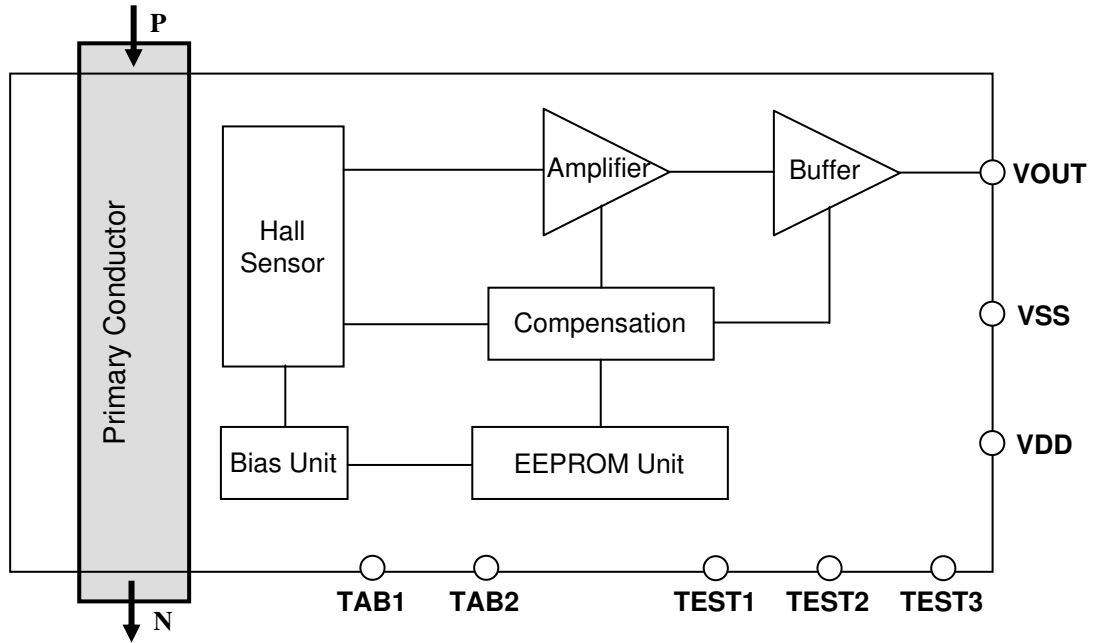 P
Primary Conductor
Hall
Sensor
Amplifier
Buffer
VOUT
Compensation
VSS
VDD
Bias Unit
EEPROM Unit
TAB1
TAB2
TEST1
TEST2
TEST3
N